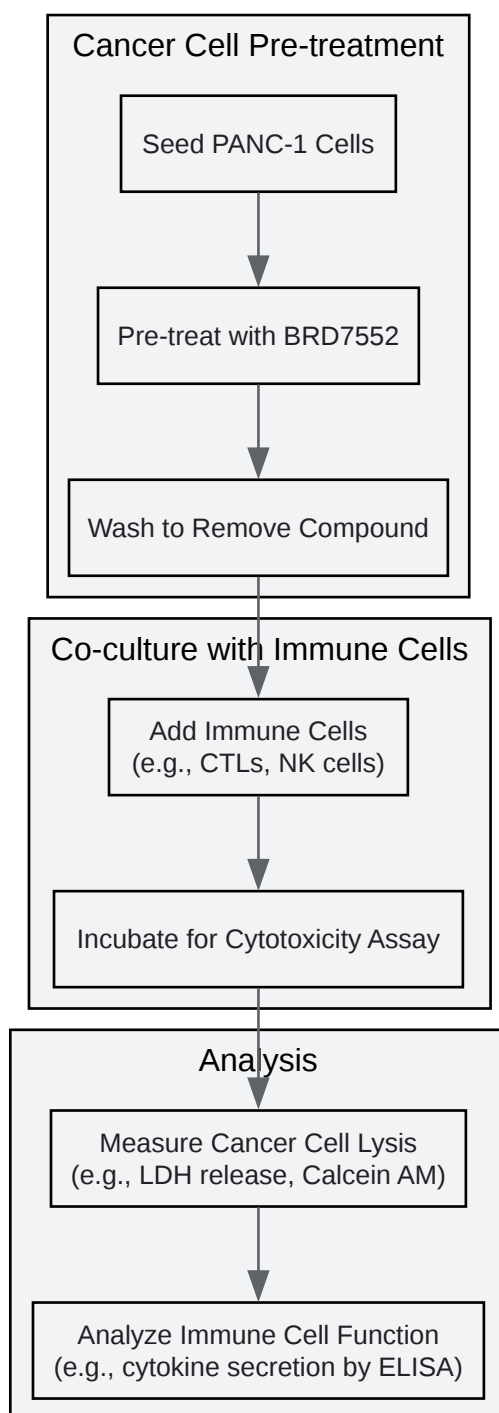 Cancer Cell Pre-treatment
Seed PANC-1 Cells
Pre-treat with BRD7552
Wash to Remove Compound
Co-culture with Immune Cells
Add Immune Cells
(e.g., CTLs, NK cells)
Incubate for Cytotoxicity Assay
Analysis
Measure Cancer Cell Lysis
(e.g., LDH release, Calcein AM)
Analyze Immune Cell Function
(e.g., cytokine secretion by ELISA)